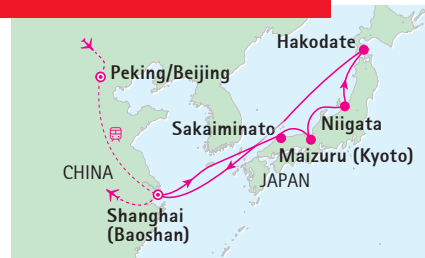 Hakodate
Peking/Beijing
Sakaiminato
Niigata
Maizuru (Kyoto)
CHINA
JAPAN
Shanghai
(Baoshan)